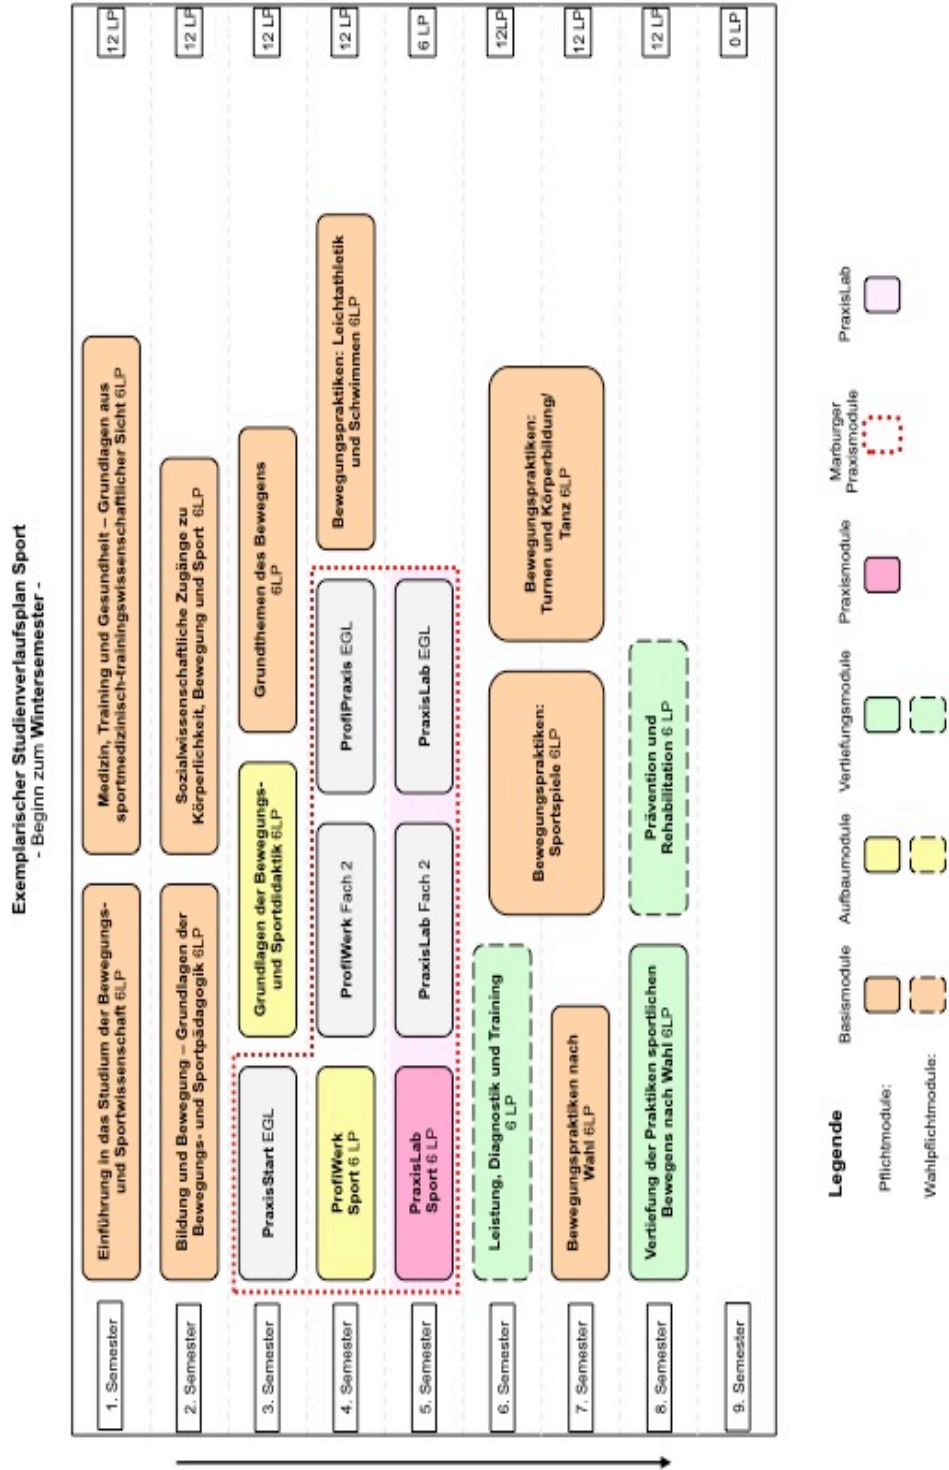 Exemplarischer Studienverlaufsplan Sport
- Beginn zum Wintersemester -
1. Semester
Einführung in das Studium der Bewegungs-
und Sportwissenschaft 6LP
Medizin, Training und Gesundheit – Grundlagen aus
sportmedizinisch-trainingswissenschaftlicher Sicht 6LP
12 LP
2. Semester
Bildung und Bewegung – Grundlagen der
Bewegungs- und Sportpädagogik 6LP
Sozialwissenschaftliche Zugänge zu
Körperlichkeit, Bewegung und Sport 6LP
12 LP
3. Semester
PraxisStart EGL
Grundlagen der Bewegungs-
und Sportdidaktik 6LP
Grundthemen des Bewegens
6LP
12 LP
4. Semester
ProfiWerk
Sport 6 LP
ProfiWerk Fach 2
ProfiPraxis EGL
Bewegungspraktiken: Leichtathletik
und Schwimmen 6LP
12 LP
5. Semester
PraxisLab
Sport 6 LP
PraxisLab Fach 2
PraxisLab EGL
6 LP
6. Semester
Leistung, Diagnostik und Training
6 LP
Bewegungspraktiken:
Sportspiele 6LP
Bewegungspraktiken:
Turnen und Körperbildung/
Tanz 6LP
12LP
7. Semester
Bewegungspraktiken nach
Wahl 6LP
12 LP
8. Semester
Vertiefung der Praktiken sportlichen
Bewegens nach Wahl 6LP
Prävention und
Rehabilitation 6 LP
12 LP
9. Semester
0 LP
Legende
Basismodule
Aufbaumodule
Vertiefungsmodule
Praxismodule
Marburger
Praxismodule
PraxisLab
Pflichtmodule:
Wahlpflichtmodule: